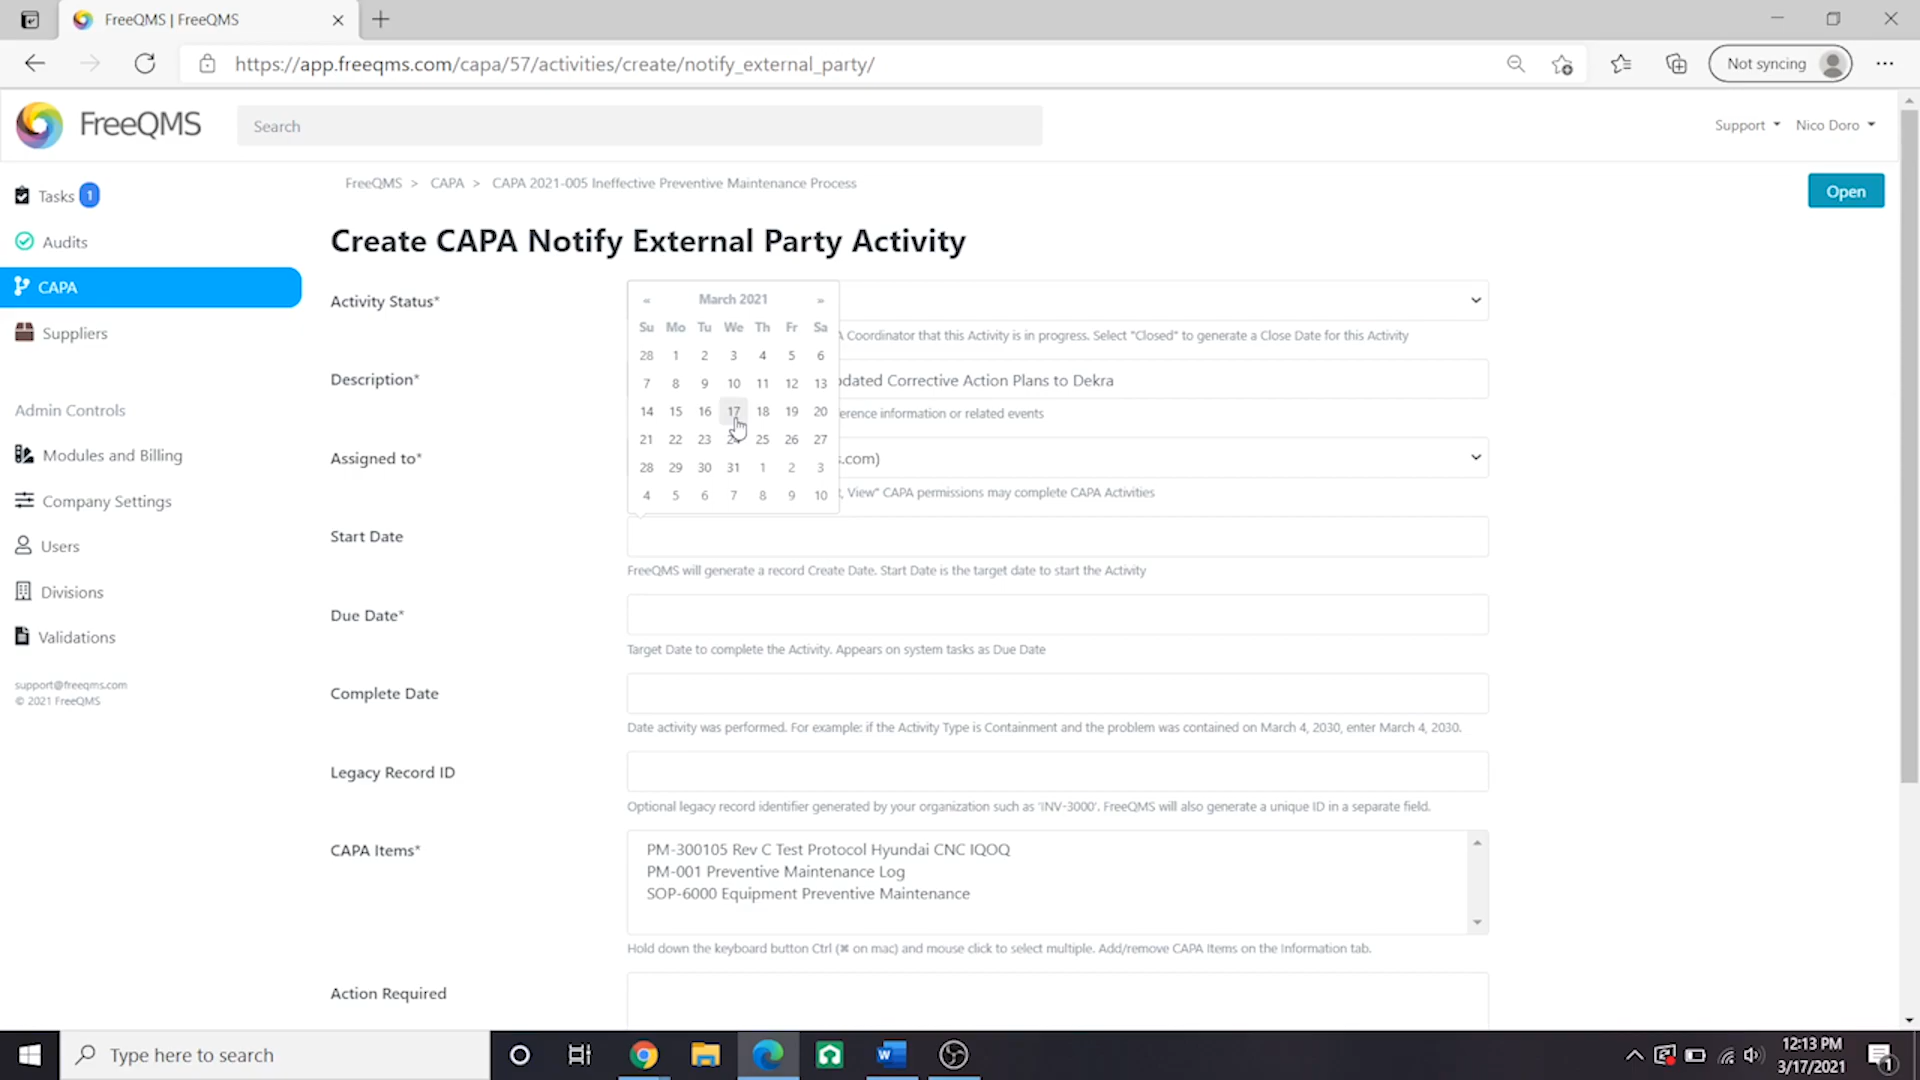 FreeQMS | FreeQMS
https://app.freeqms.com/capa/57/activities/create/notify_external_party/
Not syncing
FreeQMS
Search
Support
Nico Doro
Tasks 1
Audits
CAPA
Suppliers
Admin Controls
Modules and Billing
Company Settings
Users
Divisions
Validations
support@freeqms.com
© 2021 FreeQMS
FreeQMS > CAPA > CAPA 2021-005 Ineffective Preventive Maintenance Process
Open
Create CAPA Notify External Party Activity
Activity Status*
« March 2021 »
Su Mo Tu We Th Fr Sa
28 1 2 3 4 5 6
7 8 9 10 11 12 13
14 15 16 17 18 19 20
21 22 23 24 25 26 27
28 29 30 31 1 2 3
4 5 6 7 8 9 10
Coordinator that this Activity is in progress. Select "Closed" to generate a Close Date for this Activity
Description*
dated Corrective Action Plans to Dekra
erence information or related events
Assigned to*
s.com)
, View" CAPA permissions may complete CAPA Activities
Start Date
FreeQMS will generate a record Create Date. Start Date is the target date to start the Activity
Due Date*
Target Date to complete the Activity. Appears on system tasks as Due Date
Complete Date
Date activity was performed. For example: if the Activity Type is Containment and the problem was contained on March 4, 2030, enter March 4, 2030.
Legacy Record ID
Optional legacy record identifier generated by your organization such as 'INV-3000'. FreeQMS will also generate a unique ID in a separate field.
CAPA Items*
PM-300105 Rev C Test Protocol Hyundai CNC IQOQ
PM-001 Preventive Maintenance Log
SOP-6000 Equipment Preventive Maintenance
Hold down the keyboard button Ctrl (⌘ on mac) and mouse click to select multiple. Add/remove CAPA Items on the Information tab.
Action Required
Type here to search
12:13 PM
3/17/2021
1